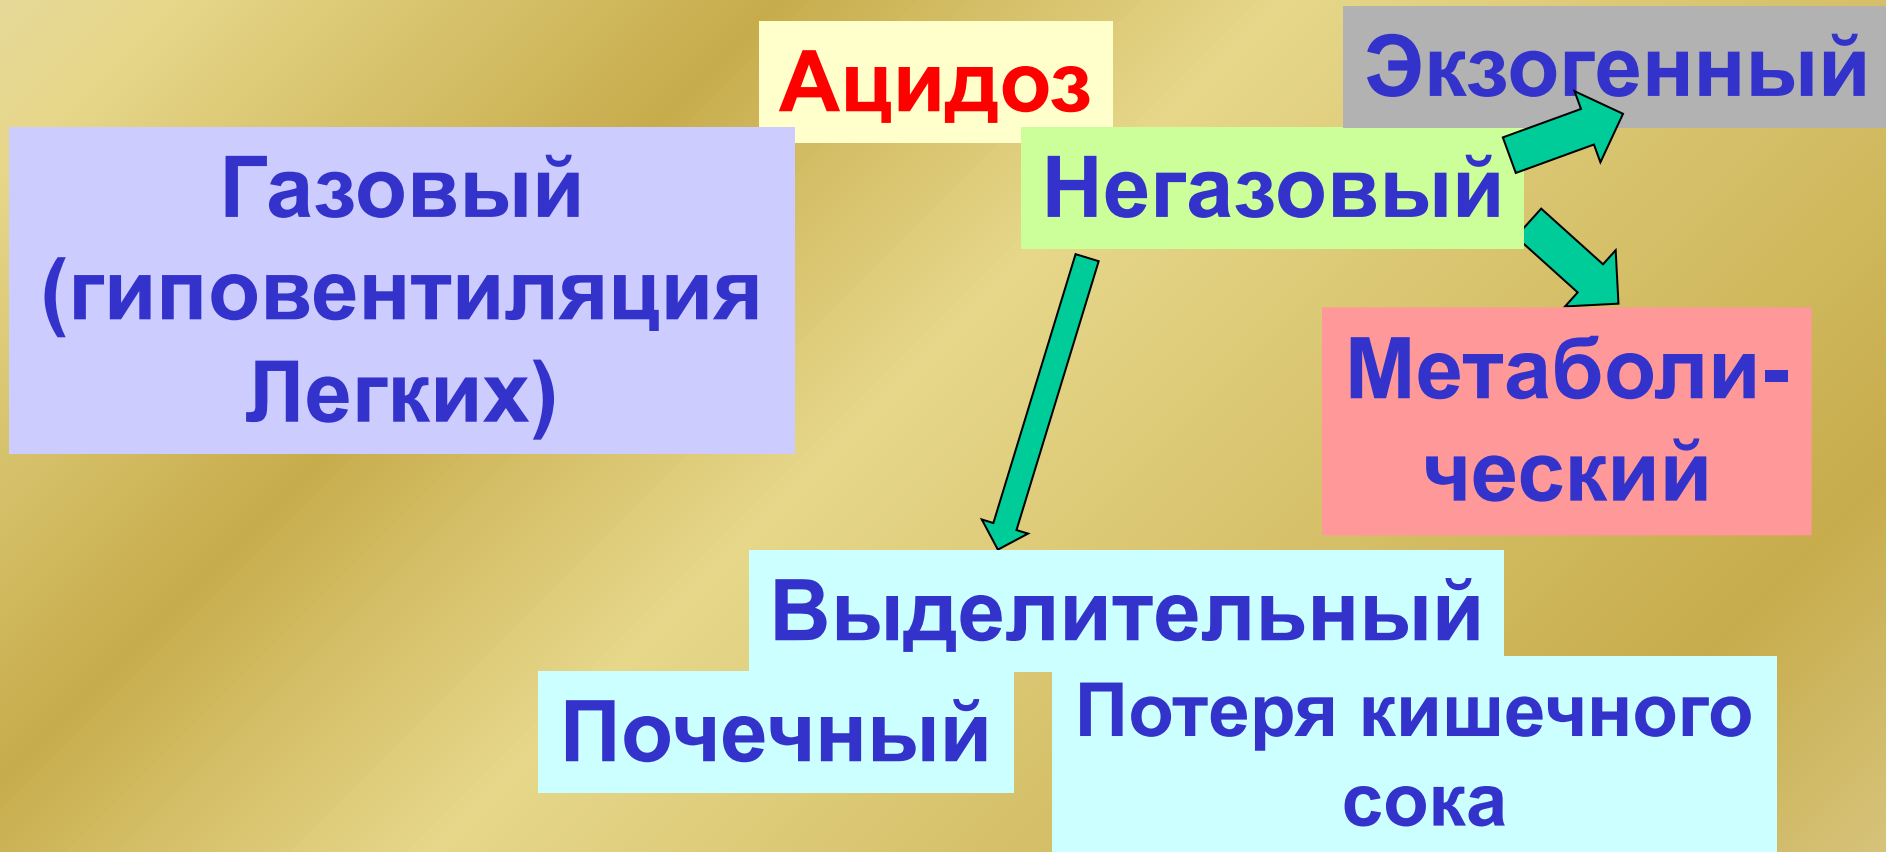 Ацидоз
Экзогенный
Газовый
(гиповентиляция
Легких)
Негазовый
Метаболи-
ческий
Выделительный
Почечный
Потеря кишечного
сока